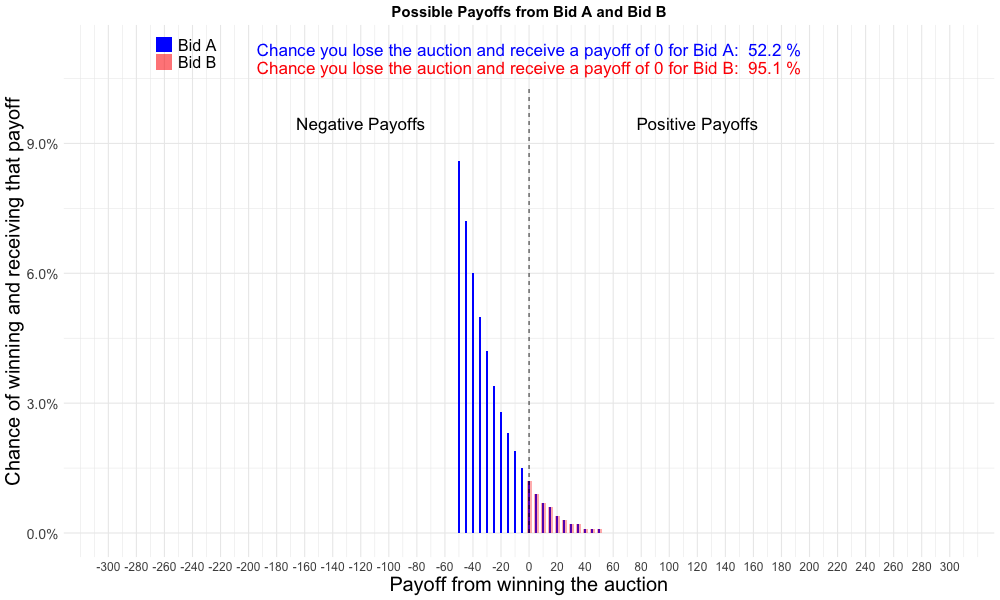 Possible Payoffs from Bid A and Bid B
Bid A
Bid B
Chance you lose the auction and receive a payoff of 0 for Bid A: 52.2 %
Chance you lose the auction and receive a payoff of 0 for Bid B: 95.1 %
Negative Payoffs
Positive Payoffs
Chance of winning and receiving that payoff
9.0%
6.0%
3.0%
0.0%
-300 -280 -260 -240 -220 -200 -180 -160 -140 -120 -100 -80 -60 -40 -20 0 20 40 60 80 100 120 140 160 180 200 220 240 260 280 300
Payoff from winning the auction